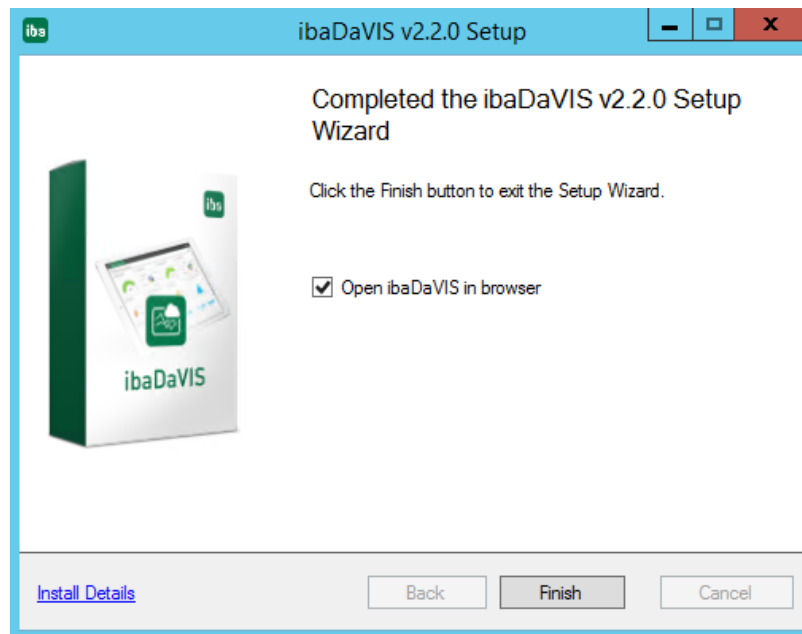 iba
ibaDaVIS v2.2.0 Setup
Completed the ibaDaVIS v2.2.0 Setup
Wizard
Click the Finish button to exit the Setup Wizard.
iba
Open ibaDaVIS in browser
ibaDaVIS
Install Details
Back
Finish
Cancel